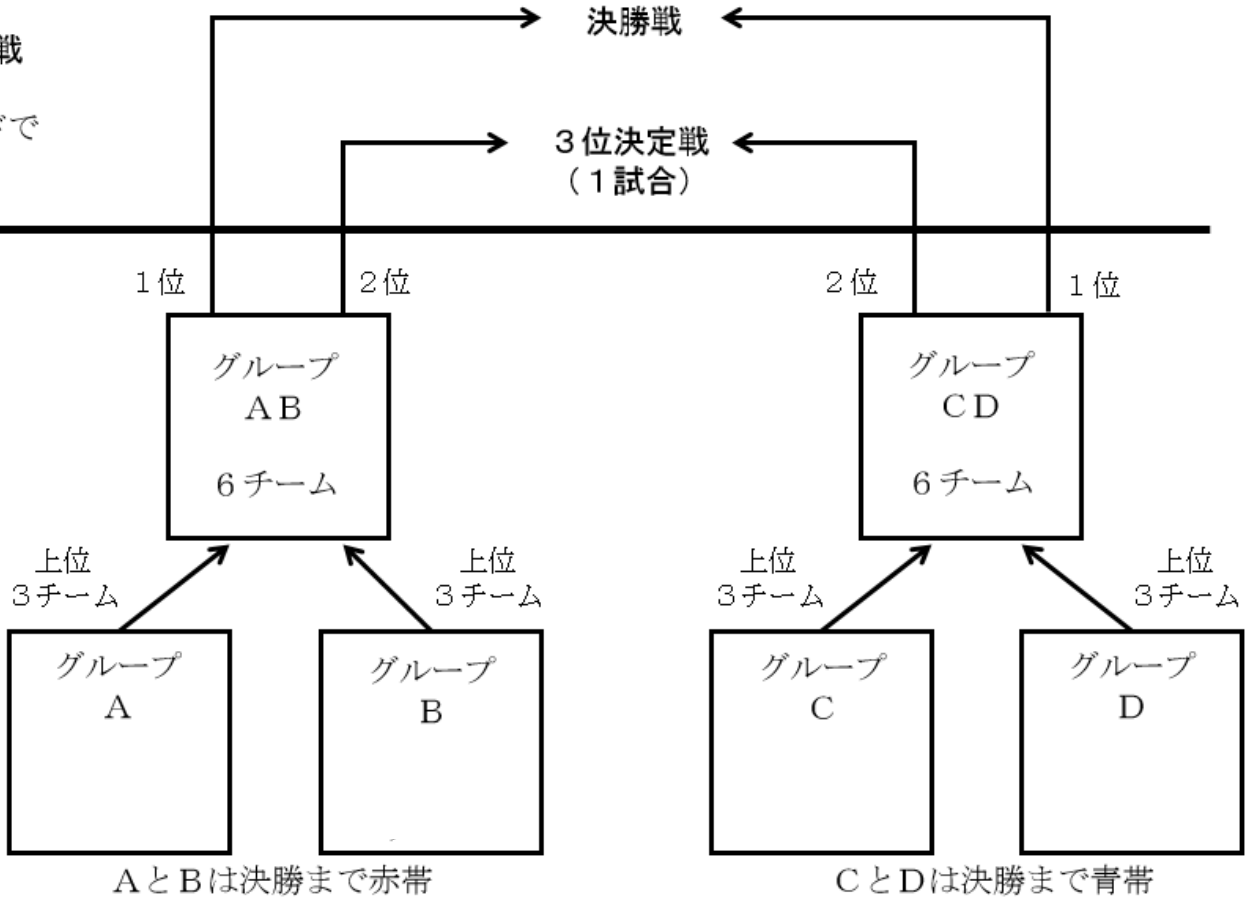 決勝戦
戦
で
３位決定戦
（１試合）
１位
２位
２位
１位
グループ
ＡＢ
６チーム
グループ
ＣＤ
６チーム
上位
３チーム
上位
３チーム
上位
３チーム
上位
３チーム
グループ
Ａ
グループ
Ｂ
グループ
Ｃ
グループ
Ｄ
ＡとＢは決勝まで赤帯
ＣとＤは決勝まで青帯